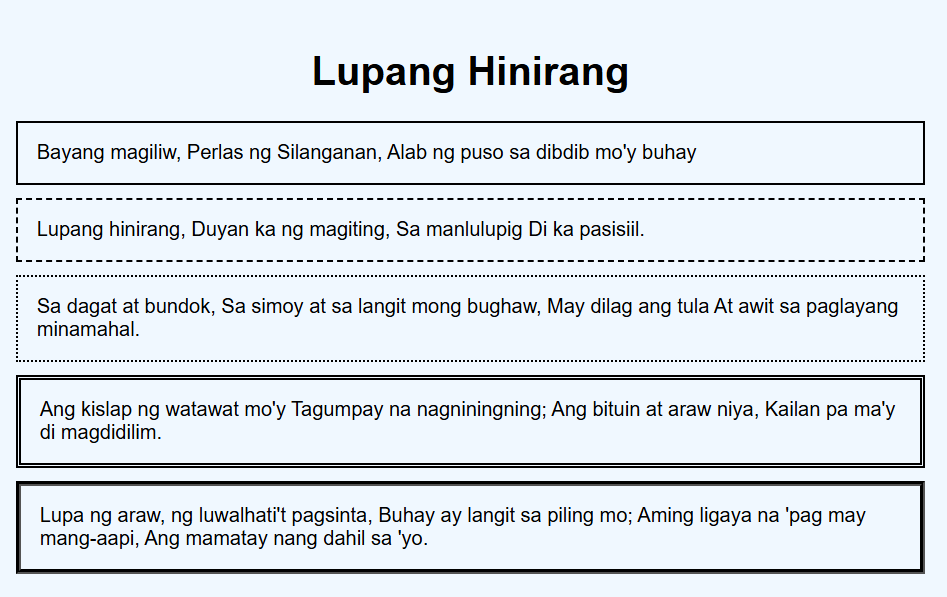 Lupang Hinirang
Bayang magiliw, Perlas ng Silanganan, Alab ng puso sa dibdib mo'y buhay
Lupang hinirang, Duyan ka ng magiting, Sa manlulupig Di ka pasisiil.
Sa dagat at bundok, Sa simoy at sa langit mong bughaw, May dilag ang tula At awit sa paglayang
minamahal.
Ang kislap ng watawat mo'y Tagumpay na nagniningning; Ang bituin at araw niya, Kailan pa ma'y
di magdidilim.
Lupa ng araw, ng luwalhati't pagsinta, Buhay ay langit sa piling mo; Aming ligaya na 'pag may
mang-aapi, Ang mamatay nang dahil sa 'yo.